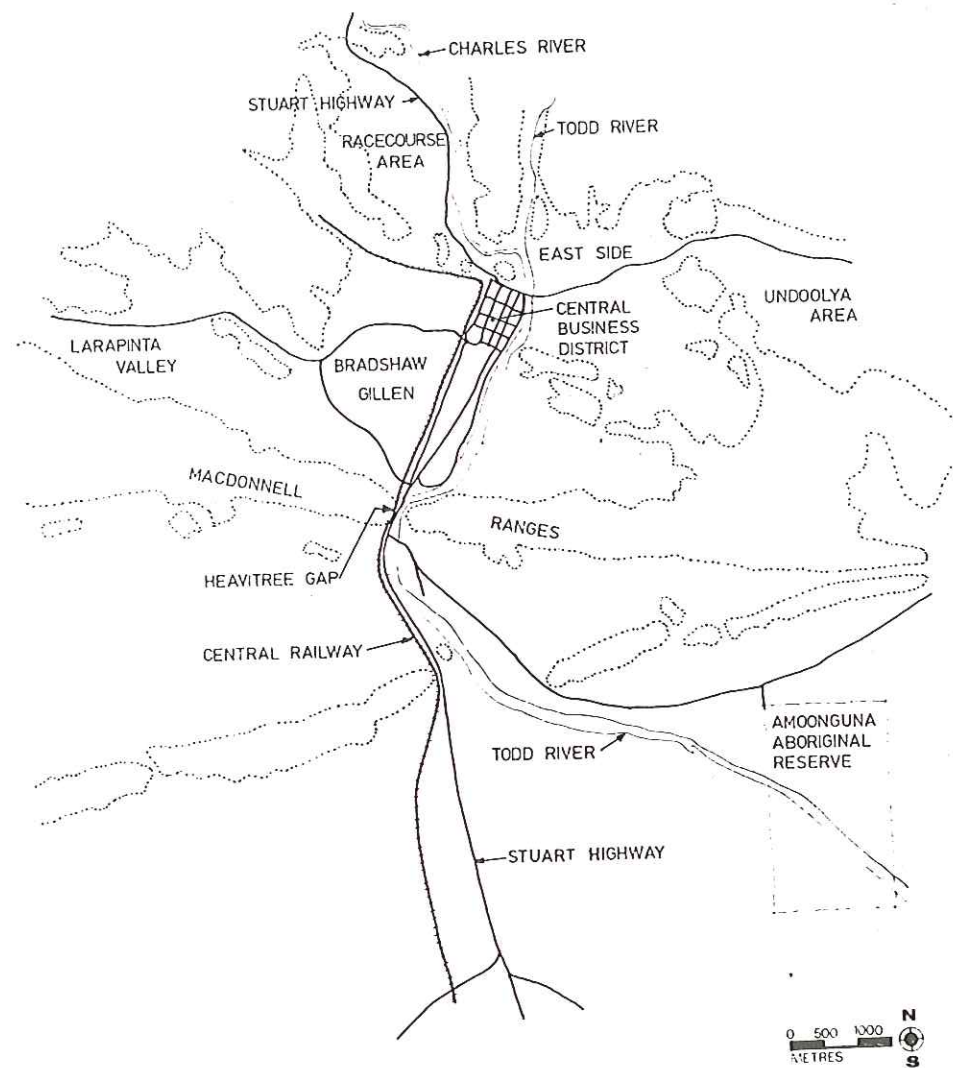 CHARLES RIVER
STUART HIGHWAY
TODD RIVER
RACECOURSE
AREA
EAST SIDE
UNDOOLYA
AREA
CENTRAL
BUSINESS
DISTRICT
LARAPINTA
VALLEY
BRADSHAW
GILLEN
MACDONNELL
RANGES
HEAVITREE GAP
CENTRAL RAILWAY
AMOONGUNA
ABORIGINAL
RESERVE
TODD RIVER
STUART HIGHWAY
N
0 500 1000
METRES
S